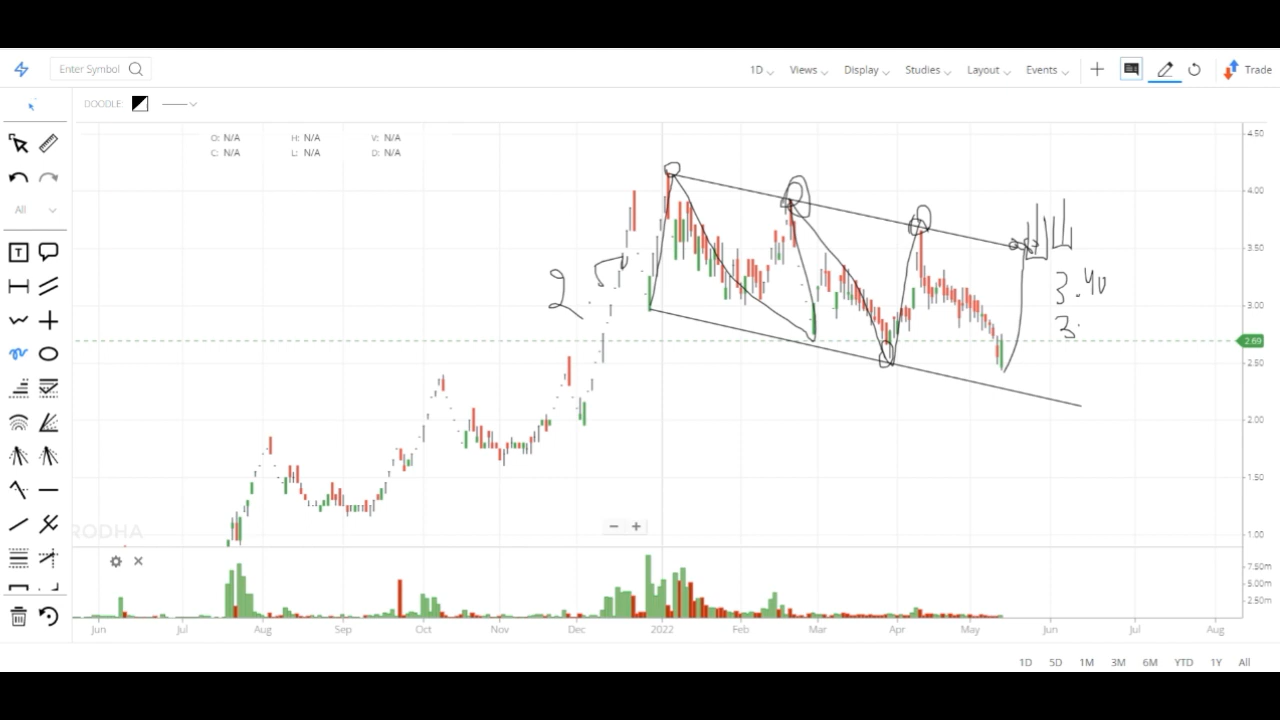 Enter Symbol
1D Views Display Studies Layout Events Trade
DOODLE:
O: N/A H: N/A V: N/A
C: N/A L: N/A D: N/A
All
4.50
4.00
3.50
3.00
2.69
2.50
2.00
1.50
1.00
2
3.40
3.
RODHA
7.50m
5.00m
2.50m
Jun Jul Aug Sep Oct Nov Dec 2022 Feb Mar Apr May Jun Jul Aug
1D 5D 1M 3M 6M YTD 1Y All